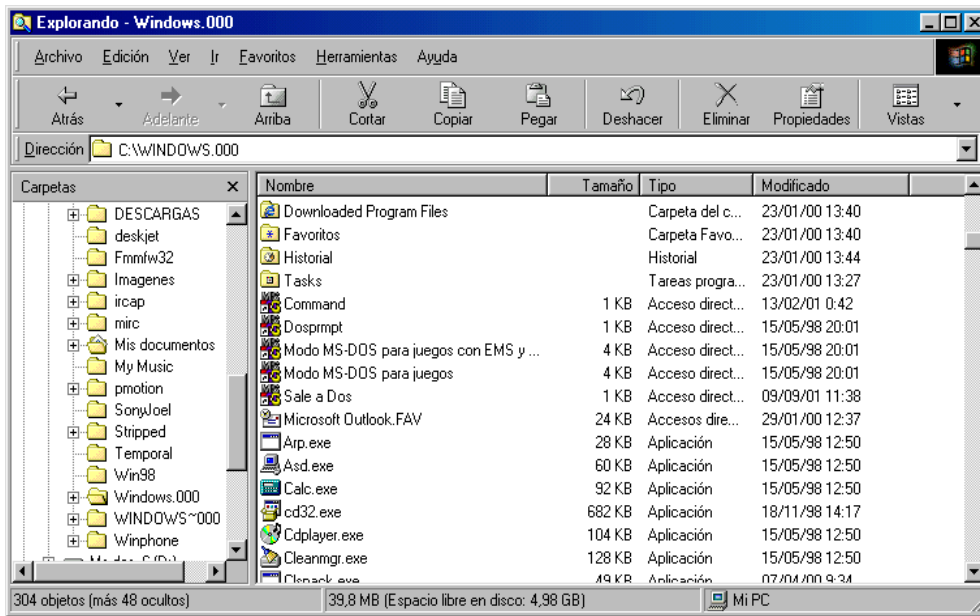 Explorando - Windows.000
Archivo Edición Ver Ir Favoritos Herramientas Ayuda
Atrás Adelante Arriba Cortar Copiar Pegar Deshacer Eliminar Propiedades Vistas
Dirección C:\WINDOWS.000
Carpetas
DESCARGAS
deskjet
Fmmfw32
Imagenes
ircap
mirc
Mis documentos
My Music
pmotion
SonyJoel
Stripped
Temporal
Win98
Windows.000
WINDOWS~000
Winphone
Nombre Tamaño Tipo Modificado
Downloaded Program Files Carpeta del c... 23/01/00 13:40
Favoritos Carpeta Favo... 23/01/00 13:40
Historial Historial 23/01/00 13:44
Tasks Tareas progra... 23/01/00 13:27
Command 1 KB Acceso direct... 13/02/01 0:42
Dosprmpt 1 KB Acceso direct... 15/05/98 20:01
Modo MS-DOS para juegos con EMS y ... 4 KB Acceso direct... 15/05/98 20:01
Modo MS-DOS para juegos 4 KB Acceso direct... 15/05/98 20:01
Sale a Dos 1 KB Acceso direct... 09/09/01 11:38
Microsoft Outlook.FAV 24 KB Accesos dire... 29/01/00 12:37
Arp.exe 28 KB Aplicación 15/05/98 12:50
Asd.exe 60 KB Aplicación 15/05/98 12:50
Calc.exe 92 KB Aplicación 15/05/98 12:50
cd32.exe 682 KB Aplicación 18/11/98 14:17
Cdplayer.exe 104 KB Aplicación 15/05/98 12:50
Cleanmgr.exe 128 KB Aplicación 15/05/98 12:50
Clspack.exe 49 KB Aplicación 07/04/00 9:34
304 objetos (más 48 ocultos) 39,8 MB (Espacio libre en disco: 4,98 GB) Mi PC